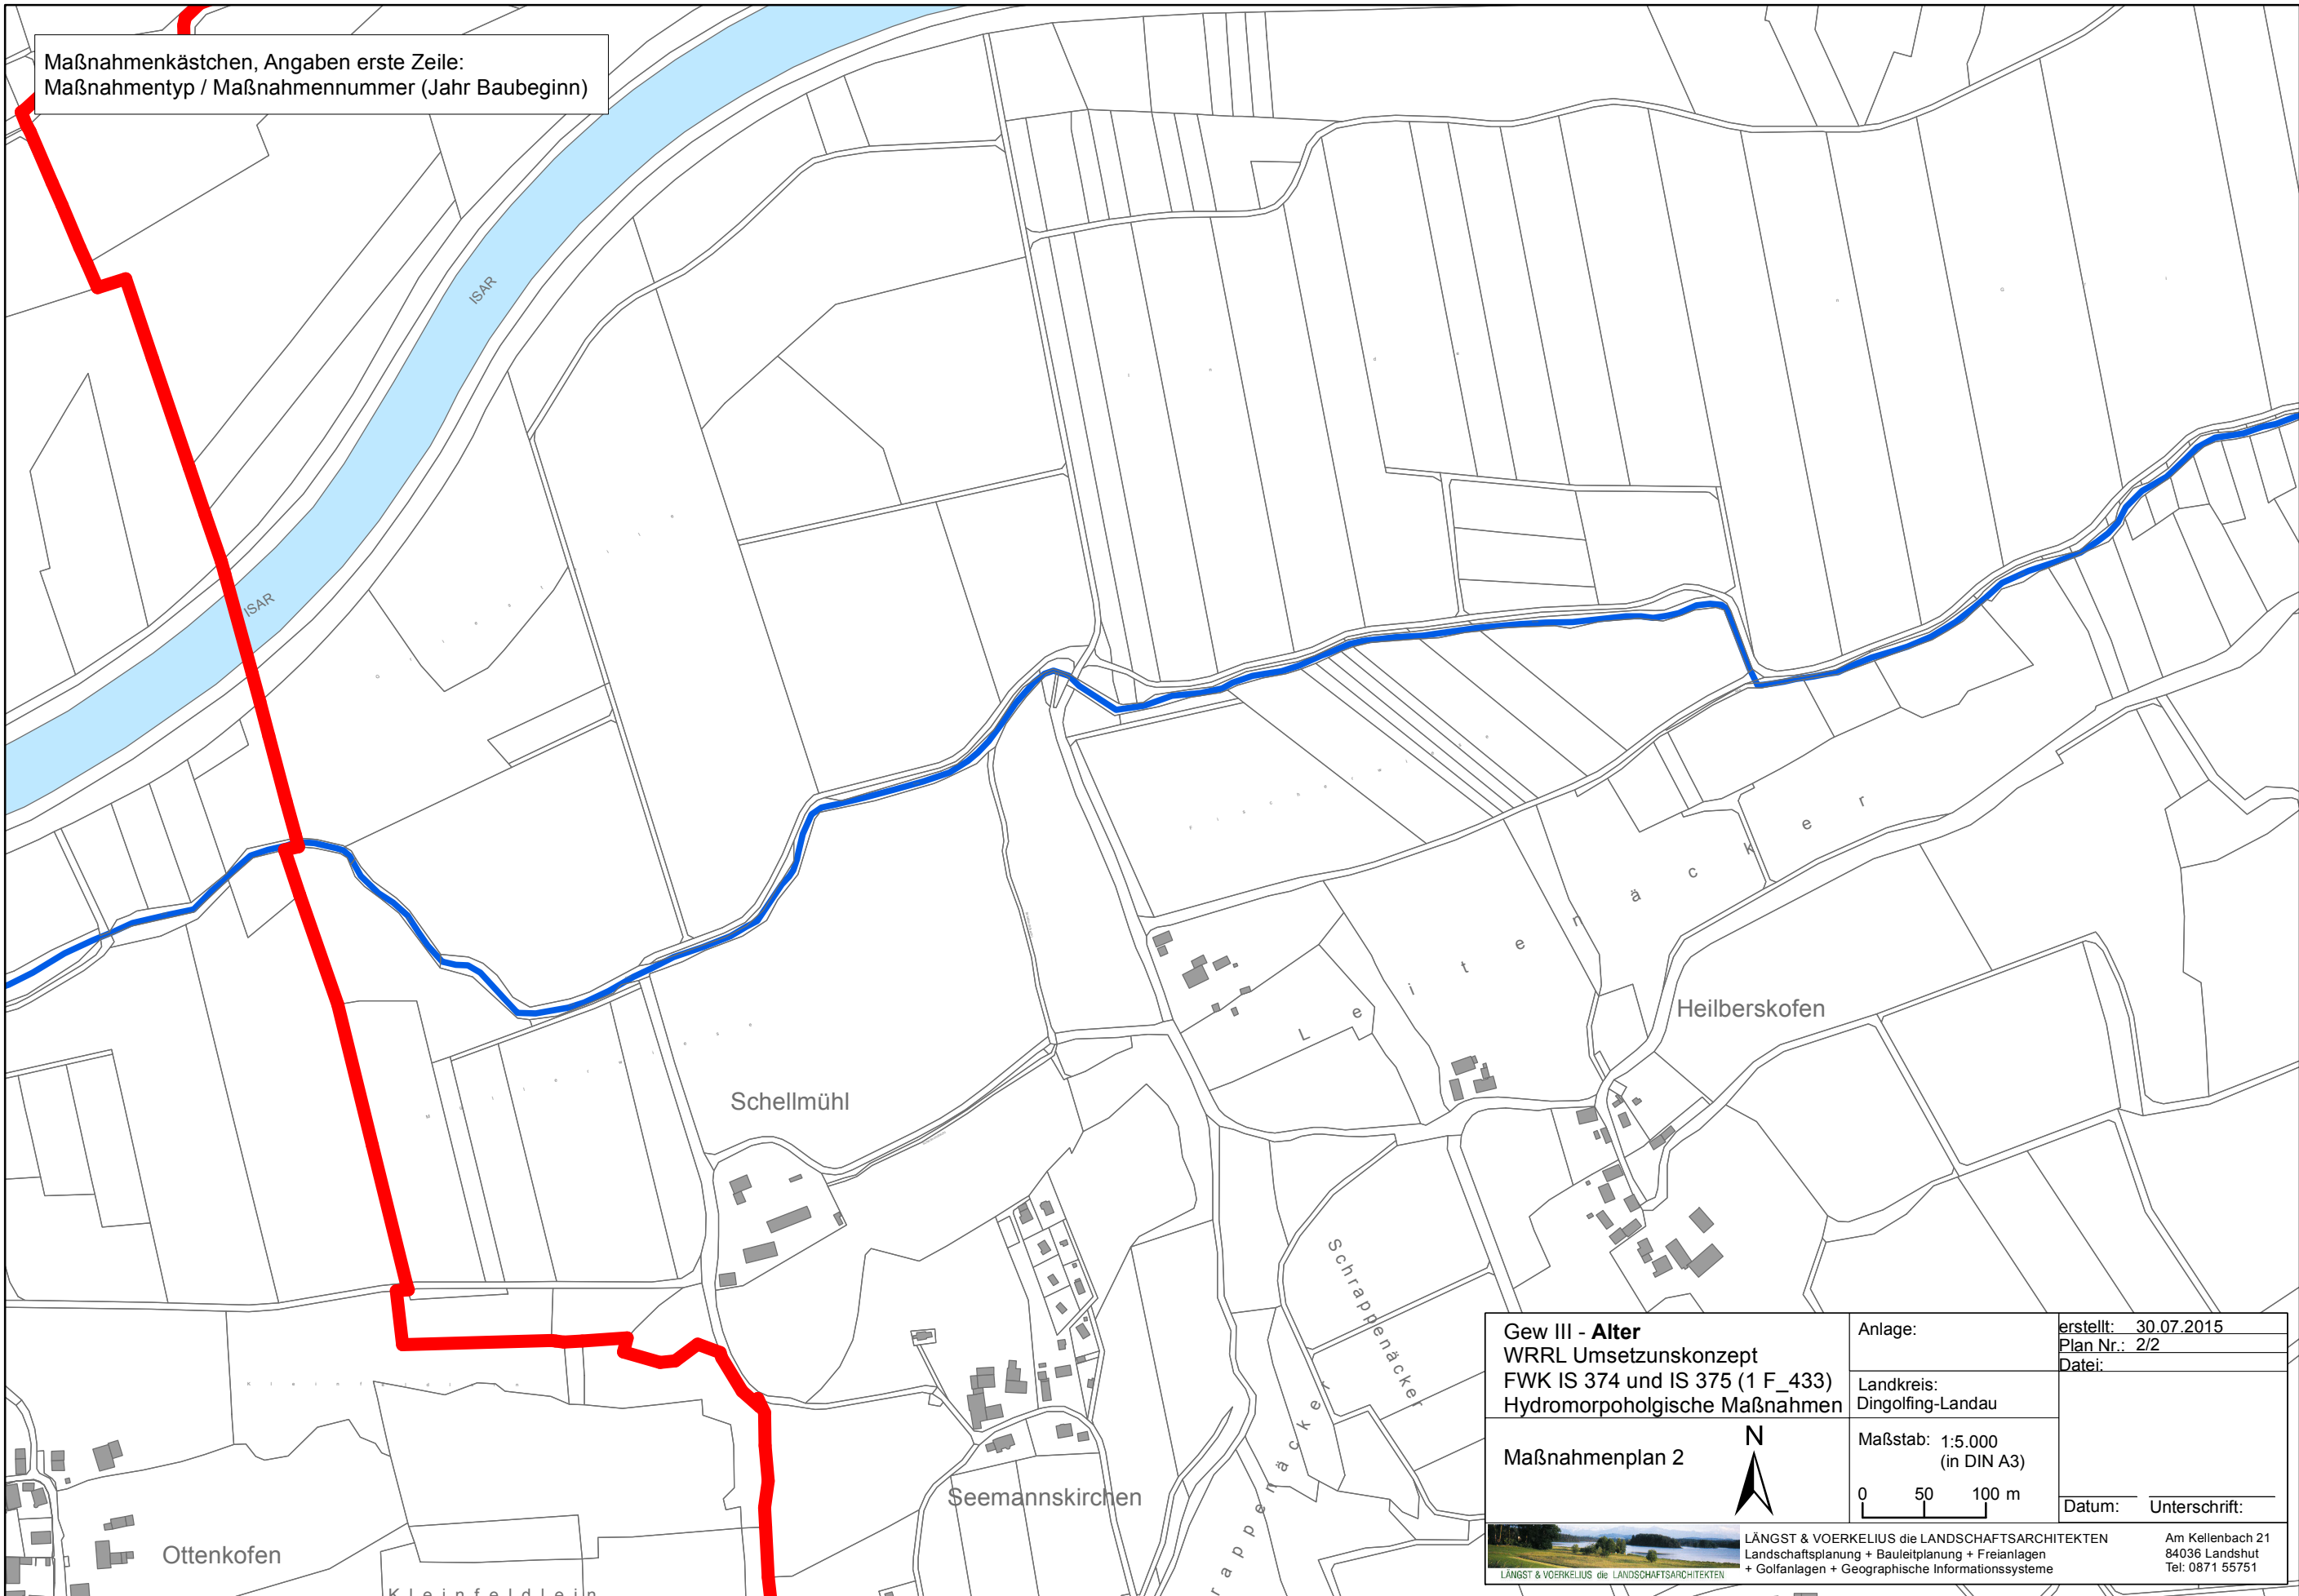 Maßnahmenkästchen, Angaben erste Zeile:
Maßnahmentyp / Maßnahmennummer (Jahr Baubeginn)
ISAR
ISAR
Leitenäcker
Heilberskofen
Schellmühl
Schrappenäcker
Seemannskirchen
Ottenkofen
Kleinfeldlein
Gew III - Alter
WRRL Umsetzunskonzept
FWK IS 374 und IS 375 (1 F_433)
Hydromorpoholgische Maßnahmen
Maßnahmenplan 2
N
Anlage:
Landkreis:
Dingolfing-Landau
Maßstab: 1:5.000
(in DIN A3)
0 50 100 m
erstellt: 30.07.2015
Plan Nr.: 2/2
Datei:
Datum: Unterschrift:
LÄNGST & VOERKELIUS die LANDSCHAFTSARCHITEKTEN
LÄNGST & VOERKELIUS die LANDSCHAFTSARCHITEKTEN
Landschaftsplanung + Bauleitplanung + Freianlagen
+ Golfanlagen + Geographische Informationssysteme
Am Kellenbach 21
84036 Landshut
Tel: 0871 55751